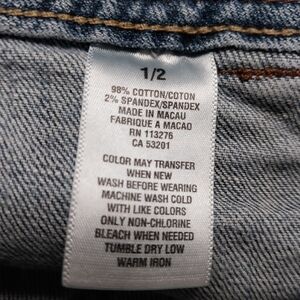 1/2
98% COTTON/COTON
2% SPANDEX/SPANDEX
MADE IN MACAU
FABRIQUE A MACAO
RN 113276
CA 53201
COLOR MAY TRANSFER
WHEN NEW
WASH BEFORE WEARING
MACHINE WASH COLD
WITH LIKE COLORS
ONLY NON-CHLORINE
BLEACH WHEN NEEDED
TUMBLE DRY LOW
WARM IRON